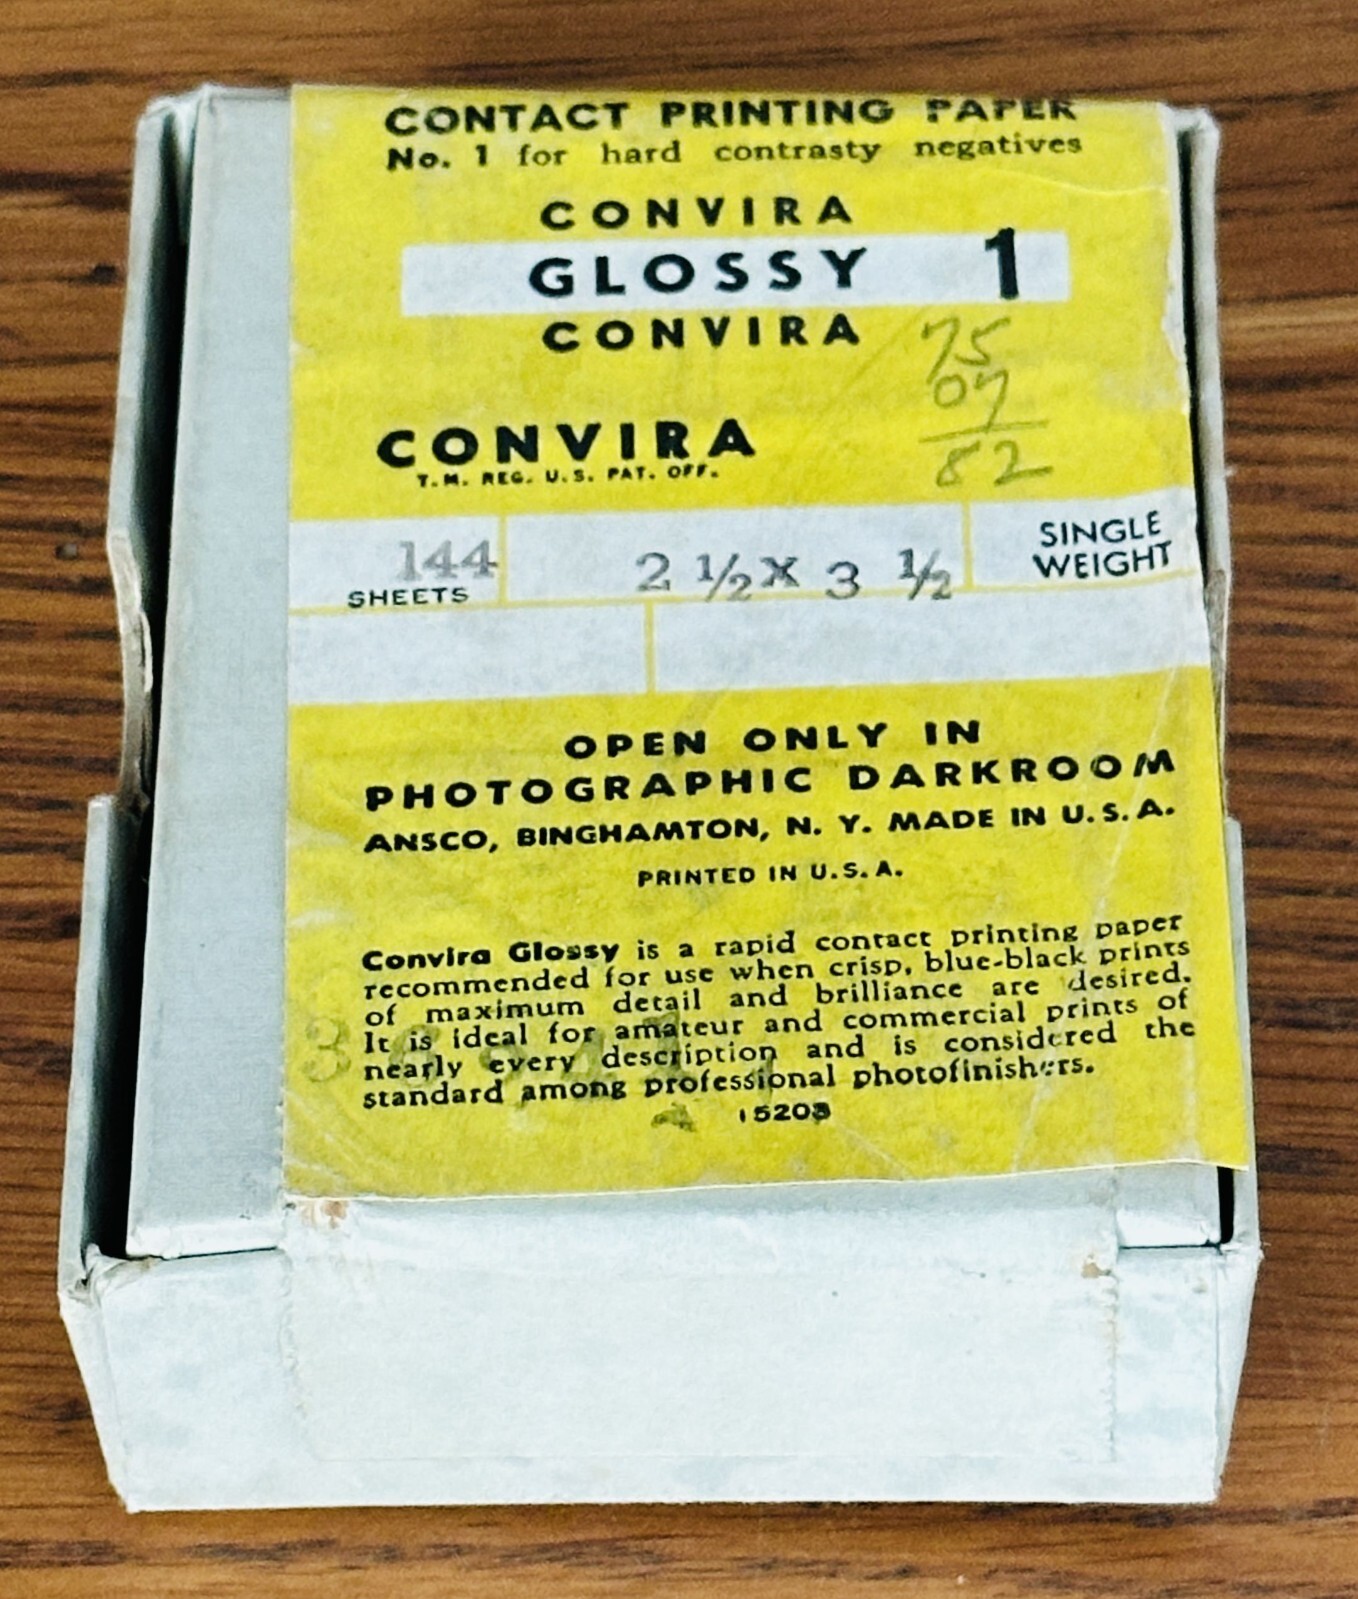 CONTACT PRINTING PAPER
No. 1 for hard contrasty negatives
CONVIRA
GLOSSY 1
CONVIRA
75
07
82
CONVIRA
T.M. REG. U.S. PAT. OFF.
144 SHEETS
2 1/2 X 3 1/2
SINGLE WEIGHT
OPEN ONLY IN
PHOTOGRAPHIC DARKROOM
ANSCO, BINGHAMTON, N. Y. MADE IN U.S.A.
PRINTED IN U.S.A.
Convira Glossy is a rapid contact printing paper
recommended for use when crisp, blue-black prints
of maximum detail and brilliance are desired.
It is ideal for amateur and commercial prints of
nearly every description and is considered the
standard among professional photofinishers.
15203